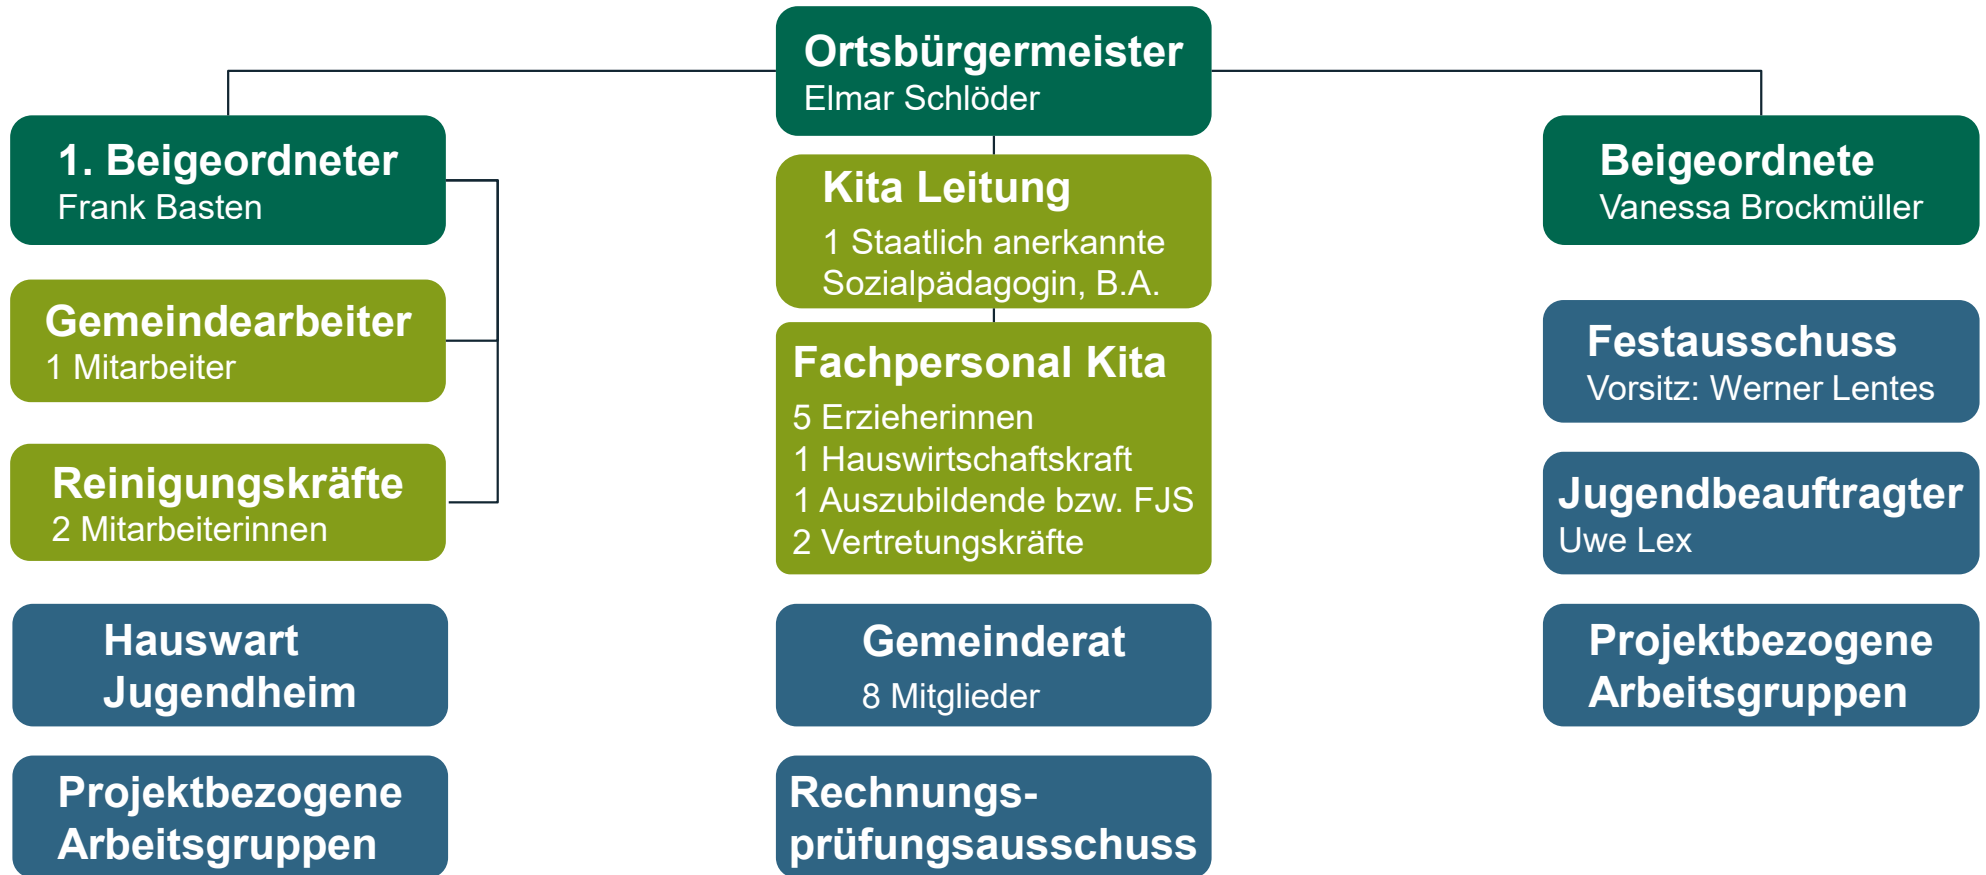 Ortsbürgermeister
Elmar Schlöder
1. Beigeordneter
Frank Basten
Gemeindearbeiter
1 Mitarbeiter
Reinigungskräfte
2 Mitarbeiterinnen
Hauswart
Jugendheim
Projektbezogene
Arbeitsgruppen
Kita Leitung
1 Staatlich anerkannte
Sozialpädagogin, B.A.
Fachpersonal Kita
5 Erzieherinnen
1 Hauswirtschaftskraft
1 Auszubildende bzw. FJS
2 Vertretungskräfte
Gemeinderat
8 Mitglieder
Rechnungs-
prüfungsausschuss
Beigeordnete
Vanessa Brockmüller
Festausschuss
Vorsitz: Werner Lentes
Jugendbeauftragter
Uwe Lex
Projektbezogene
Arbeitsgruppen